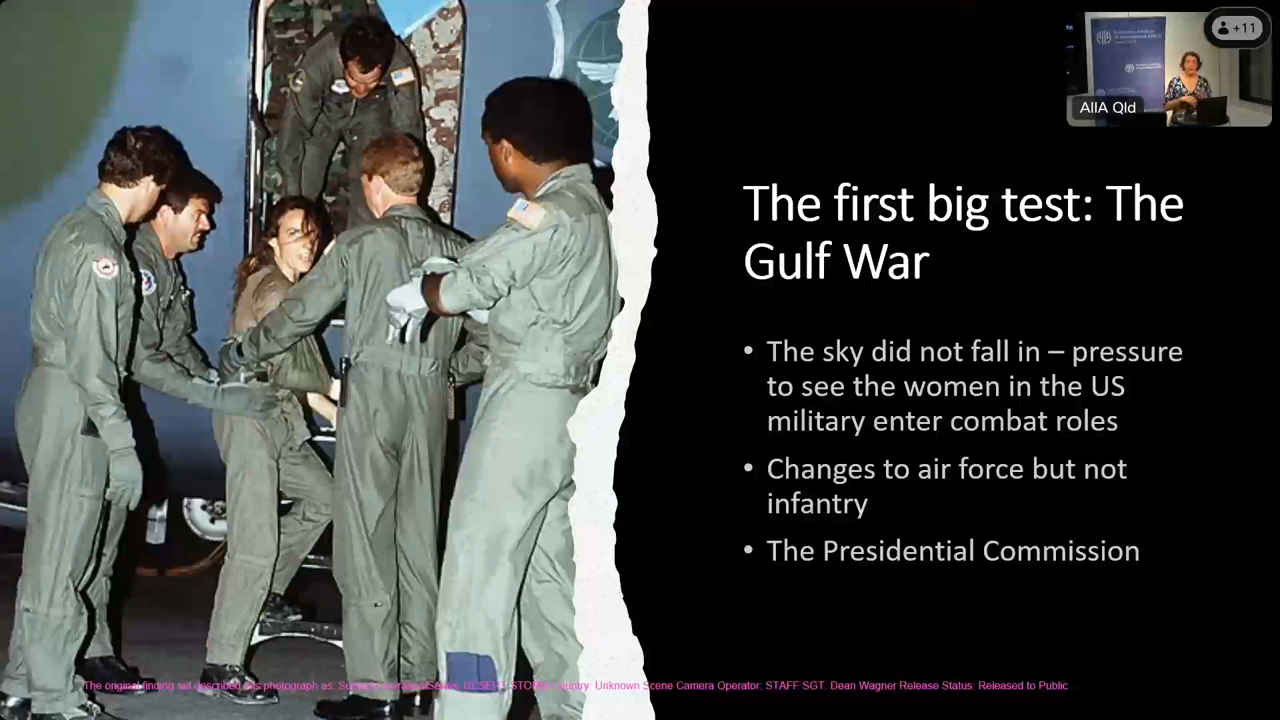 +11
AIIA Qld
The first big test: The
Gulf War
• The sky did not fall in – pressure
to see the women in the US
military enter combat roles
• Changes to air force but not
infantry
• The Presidential Commission
The original finding aid described this photograph as: DESERT STORM Country: Unknown Scene Camera Operator: STAFF SGT. Dean Wagner Release Status: Released to Public